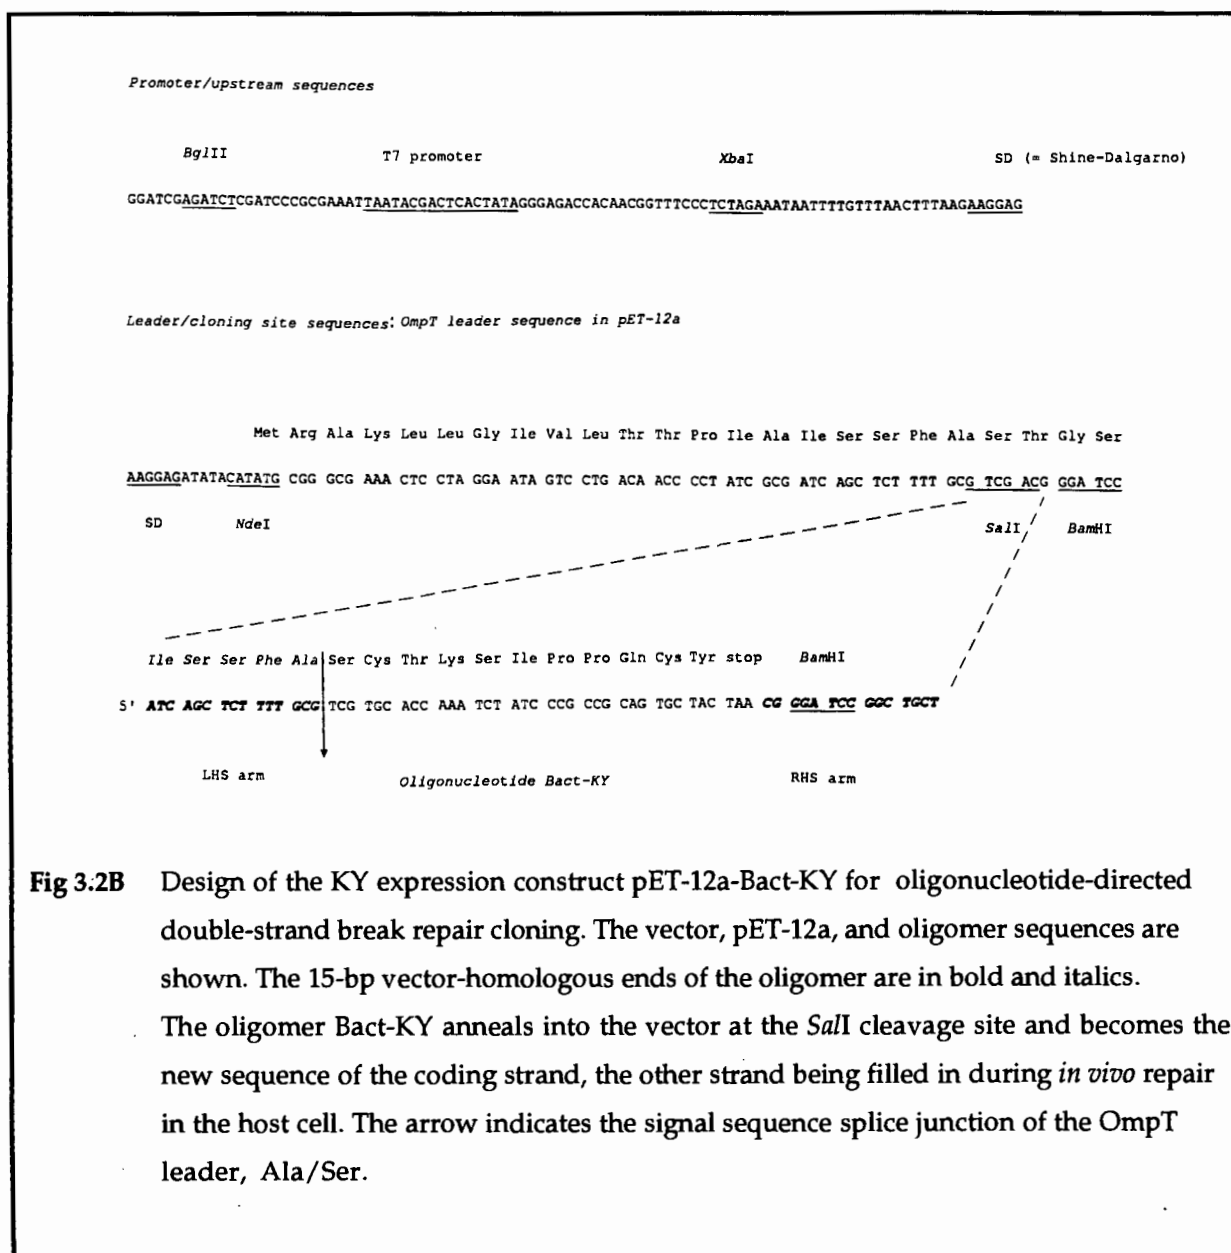 Promoter/upstream sequences
BglII T7 promoter XbaI SD (= Shine-Dalgarno)
GGATCGAGATCTCGATCCCGCGAAATTAATACGACTCACTATAGGGAGACCACAACGGTTTCCCTCTAGAAATAATTTTGTTTAACTTTAAGAAGGAG
Leader/cloning site sequences: OmpT leader sequence in pET-12a
Met Arg Ala Lys Leu Leu Gly Ile Val Leu Thr Thr Pro Ile Ala Ile Ser Ser Phe Ala Ser Thr Gly Ser
AAGGAGATATACATATG CGG GCG AAA CTC CTA GGA ATA GTC CTG ACA ACC CCT ATC GCG ATC AGC TCT TTT GCG TCG ACG GGA TCC
SD NdeI SalI BamHI
Ile Ser Ser Phe Ala Ser Cys Thr Lys Ser Ile Pro Pro Gln Cys Tyr stop BamHI
5' ATC AGC TCT TTT GCG TCG TGC ACC AAA TCT ATC CCG CCG CAG TGC TAC TAA CG GGA TCC GGC TGCT
LHS arm Oligonucleotide Bact-KY RHS arm
Fig 3.2B Design of the KY expression construct pET-12a-Bact-KY for oligonucleotide-directed
double-strand break repair cloning. The vector, pET-12a, and oligomer sequences are
shown. The 15-bp vector-homologous ends of the oligomer are in bold and italics.
The oligomer Bact-KY anneals into the vector at the SalI cleavage site and becomes the
new sequence of the coding strand, the other strand being filled in during in vivo repair
in the host cell. The arrow indicates the signal sequence splice junction of the OmpT
leader, Ala/Ser.